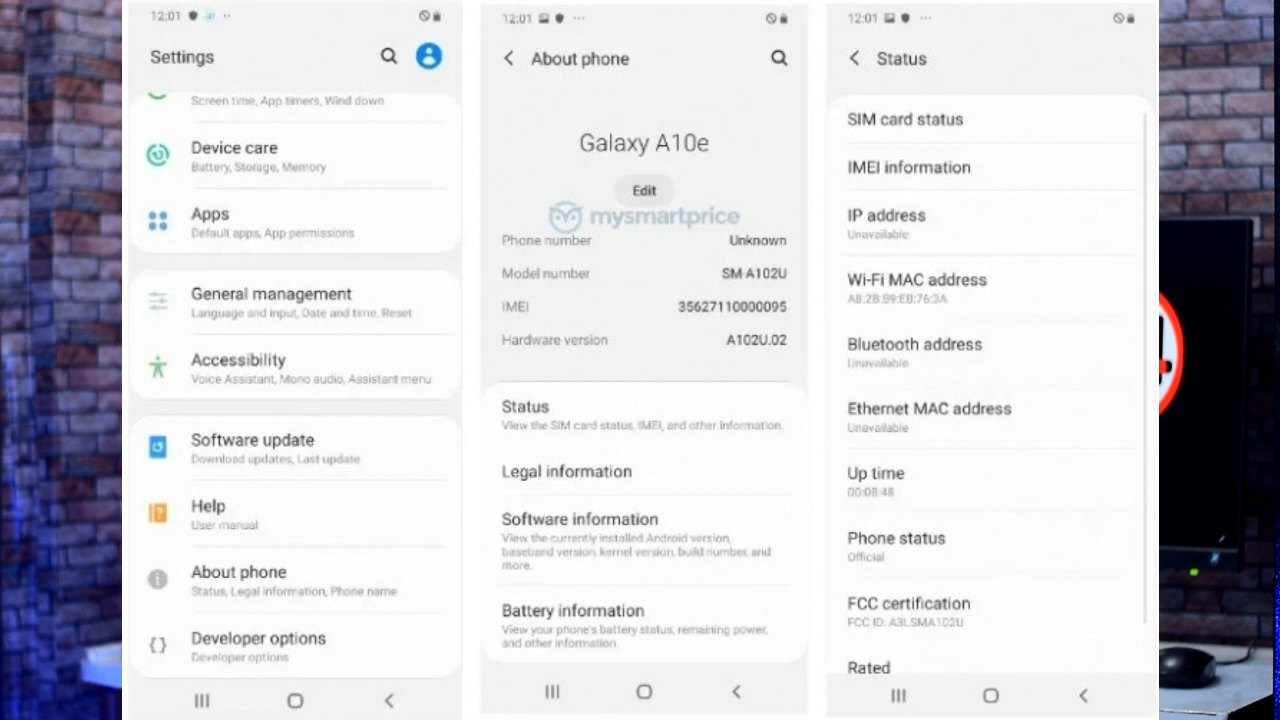 12:01
Settings
Screen time, App timers, Wind down
Device care
Battery, Storage, Memory
Apps
Default apps, App permissions
General management
Language and input, Date and time, Reset
Accessibility
Voice Assistant, Mono audio, Assistant menu
Software update
Download updates, Last update
Help
User manual
About phone
Status, Legal information, Phone name
Developer options
Developer options
12:01
About phone
Galaxy A10e
Edit
mysmartprice
Phone number Unknown
Model number SM-A102U
IMEI 35627110000095
Hardware version A102U.02
Status
View the SIM card status, IMEI, and other information.
Legal information
Software information
View the currently installed Android version,
baseband version, kernel version, build number, and
more.
Battery information
View your phone's battery status, remaining power,
and other information.
12:01
Status
SIM card status
IMEI information
IP address
Unavailable
Wi-Fi MAC address
A8:2B:B9:EB:76:3A
Bluetooth address
Unavailable
Ethernet MAC address
Unavailable
Up time
00:08:48
Phone status
Official
FCC certification
FCC ID: A3LSMA102U
Rated